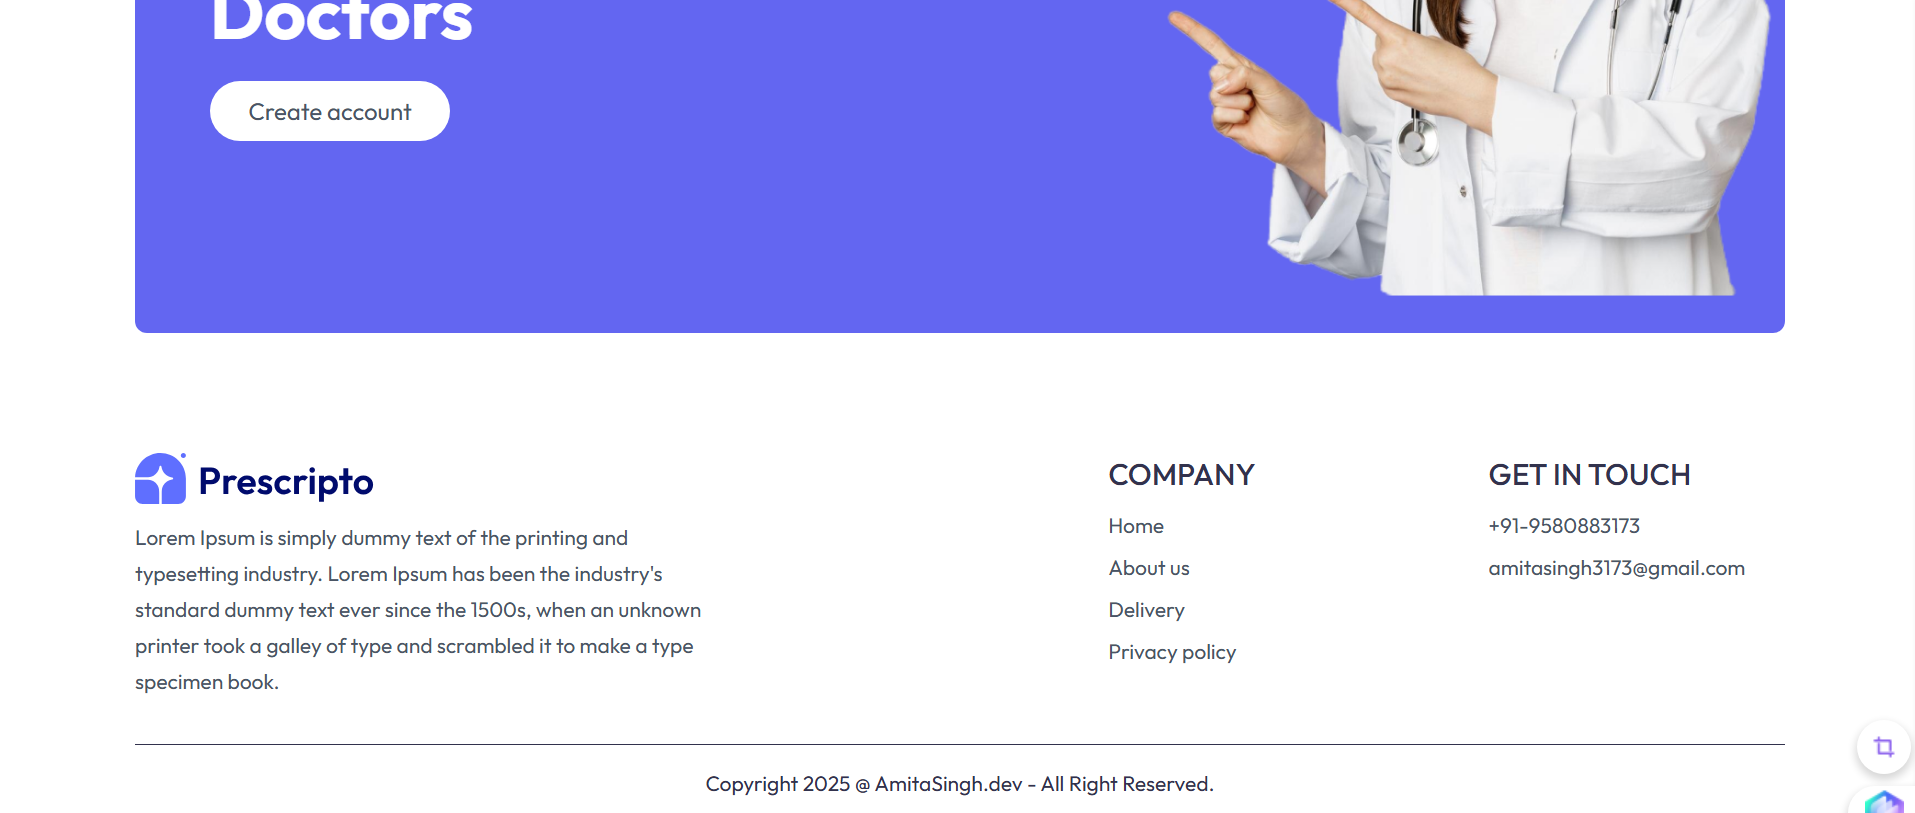 Doctors
Create account
Prescripto
Lorem Ipsum is simply dummy text of the printing and
typesetting industry. Lorem Ipsum has been the industry's
standard dummy text ever since the 1500s, when an unknown
printer took a galley of type and scrambled it to make a type
specimen book.
COMPANY
Home
About us
Delivery
Privacy policy
GET IN TOUCH
+91-9580883173
amitasingh3173@gmail.com
Copyright 2025 @ AmitaSingh.dev - All Right Reserved.